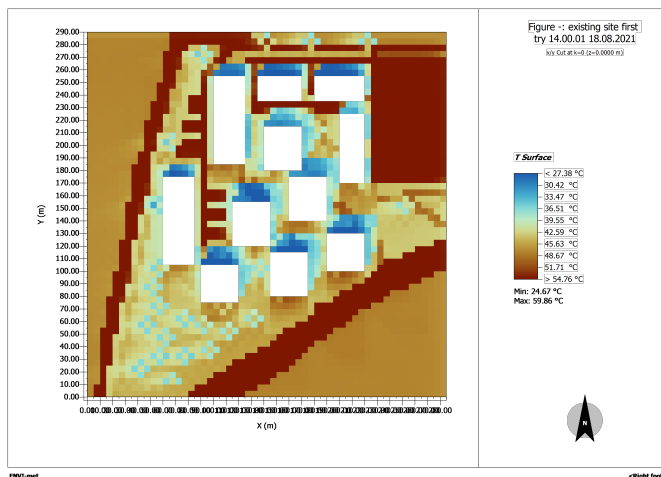 Figure -: existing site first
try 14.00.01 18.08.2021
x/y Cut at k=0 (z=0.0000 m)
290.00
280.00
270.00
260.00
250.00
240.00
230.00
220.00
210.00
200.00
190.00
180.00
170.00
160.00
150.00
140.00
130.00
120.00
110.00
100.00
90.00
80.00
70.00
60.00
50.00
40.00
30.00
20.00
10.00
0.00
Y (m)
X (m)
T Surface
< 27.38 °C
30.42 °C
33.47 °C
36.51 °C
39.55 °C
42.59 °C
45.63 °C
48.67 °C
51.71 °C
> 54.76 °C
Min: 24.67 °C
Max: 59.86 °C
N
ENVI-met
<Right foot